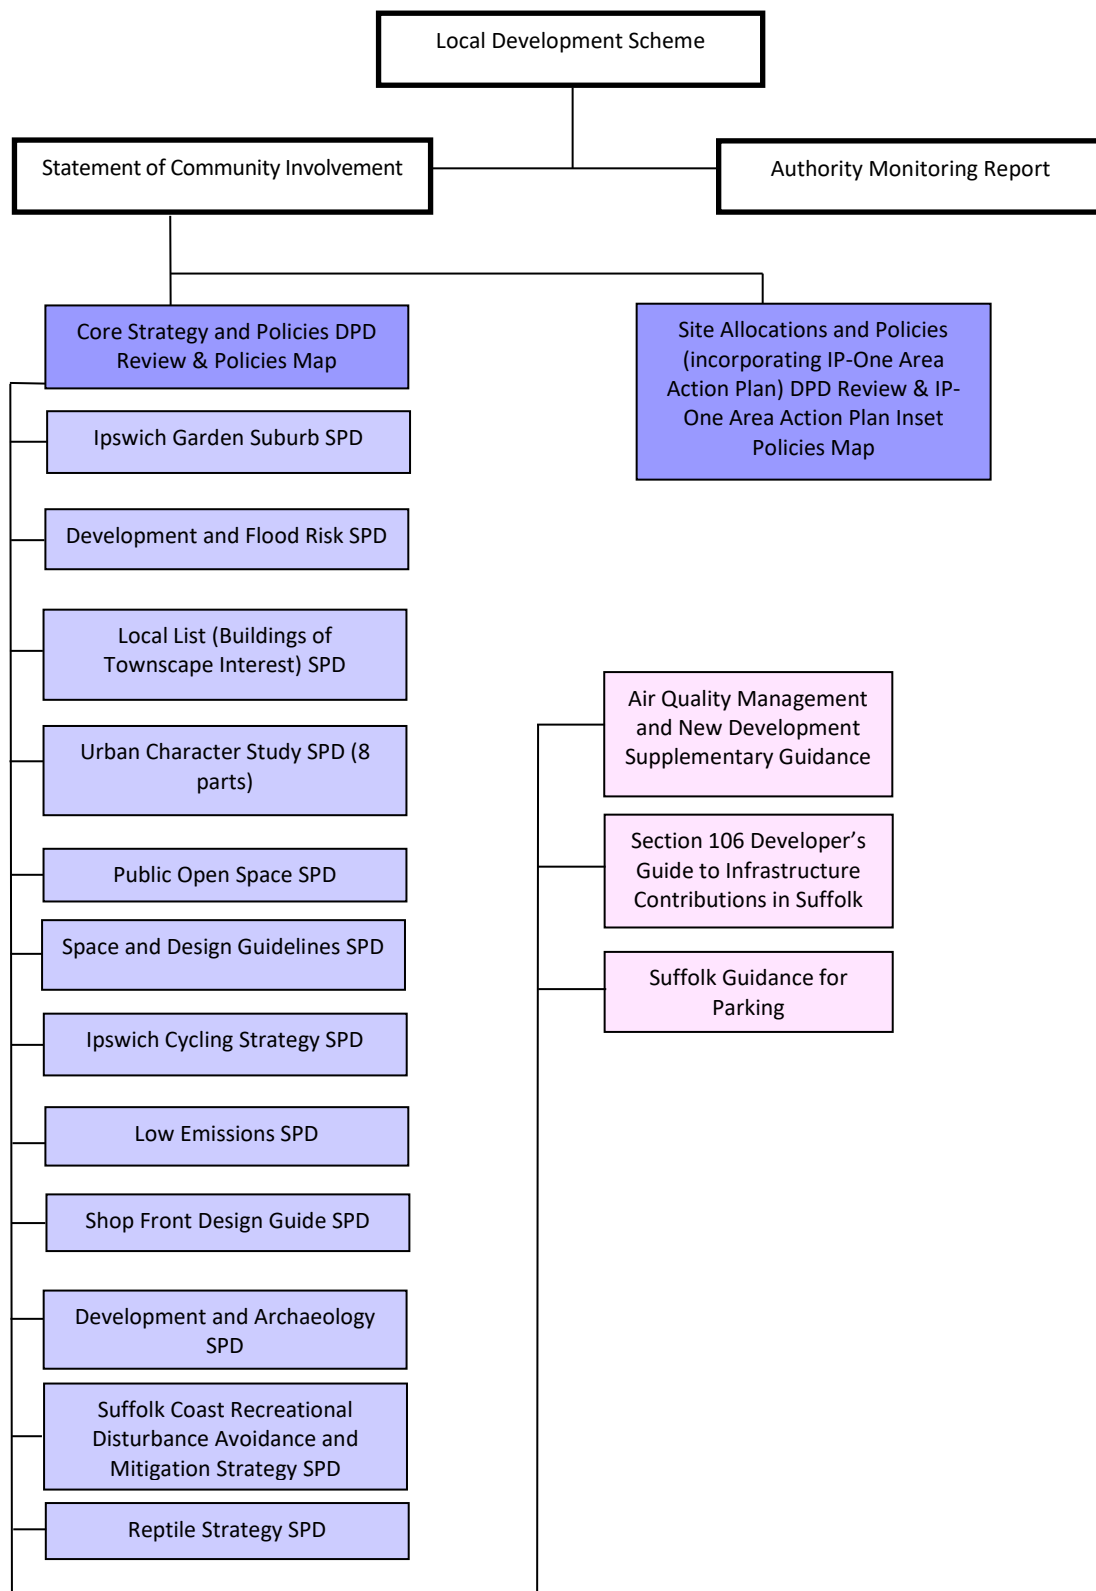 Local Development Scheme
Statement of Community Involvement
Authority Monitoring Report
Core Strategy and Policies DPD
Review & Policies Map
Site Allocations and Policies
(incorporating IP-One Area
Action Plan) DPD Review & IP-
One Area Action Plan Inset
Policies Map
Ipswich Garden Suburb SPD
Development and Flood Risk SPD
Local List (Buildings of
Townscape Interest) SPD
Urban Character Study SPD (8
parts)
Public Open Space SPD
Space and Design Guidelines SPD
Ipswich Cycling Strategy SPD
Low Emissions SPD
Shop Front Design Guide SPD
Development and Archaeology
SPD
Suffolk Coast Recreational
Disturbance Avoidance and
Mitigation Strategy SPD
Reptile Strategy SPD
Air Quality Management
and New Development
Supplementary Guidance
Section 106 Developer’s
Guide to Infrastructure
Contributions in Suffolk
Suffolk Guidance for
Parking